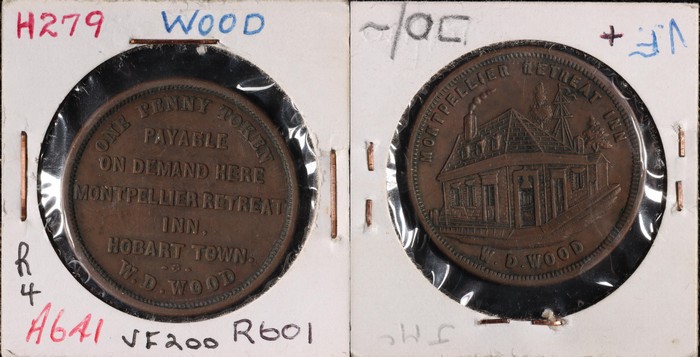 H279 WOOD
ONE PENNY TOKEN
PAYABLE
ON DEMAND HERE
MONTPELLIER RETREAT
INN.
HOBART TOWN.
W. D. WOOD
R
4
A641 VF200 R601
VF +
MONTPELLIER RETREAT INN
W. D. WOOD